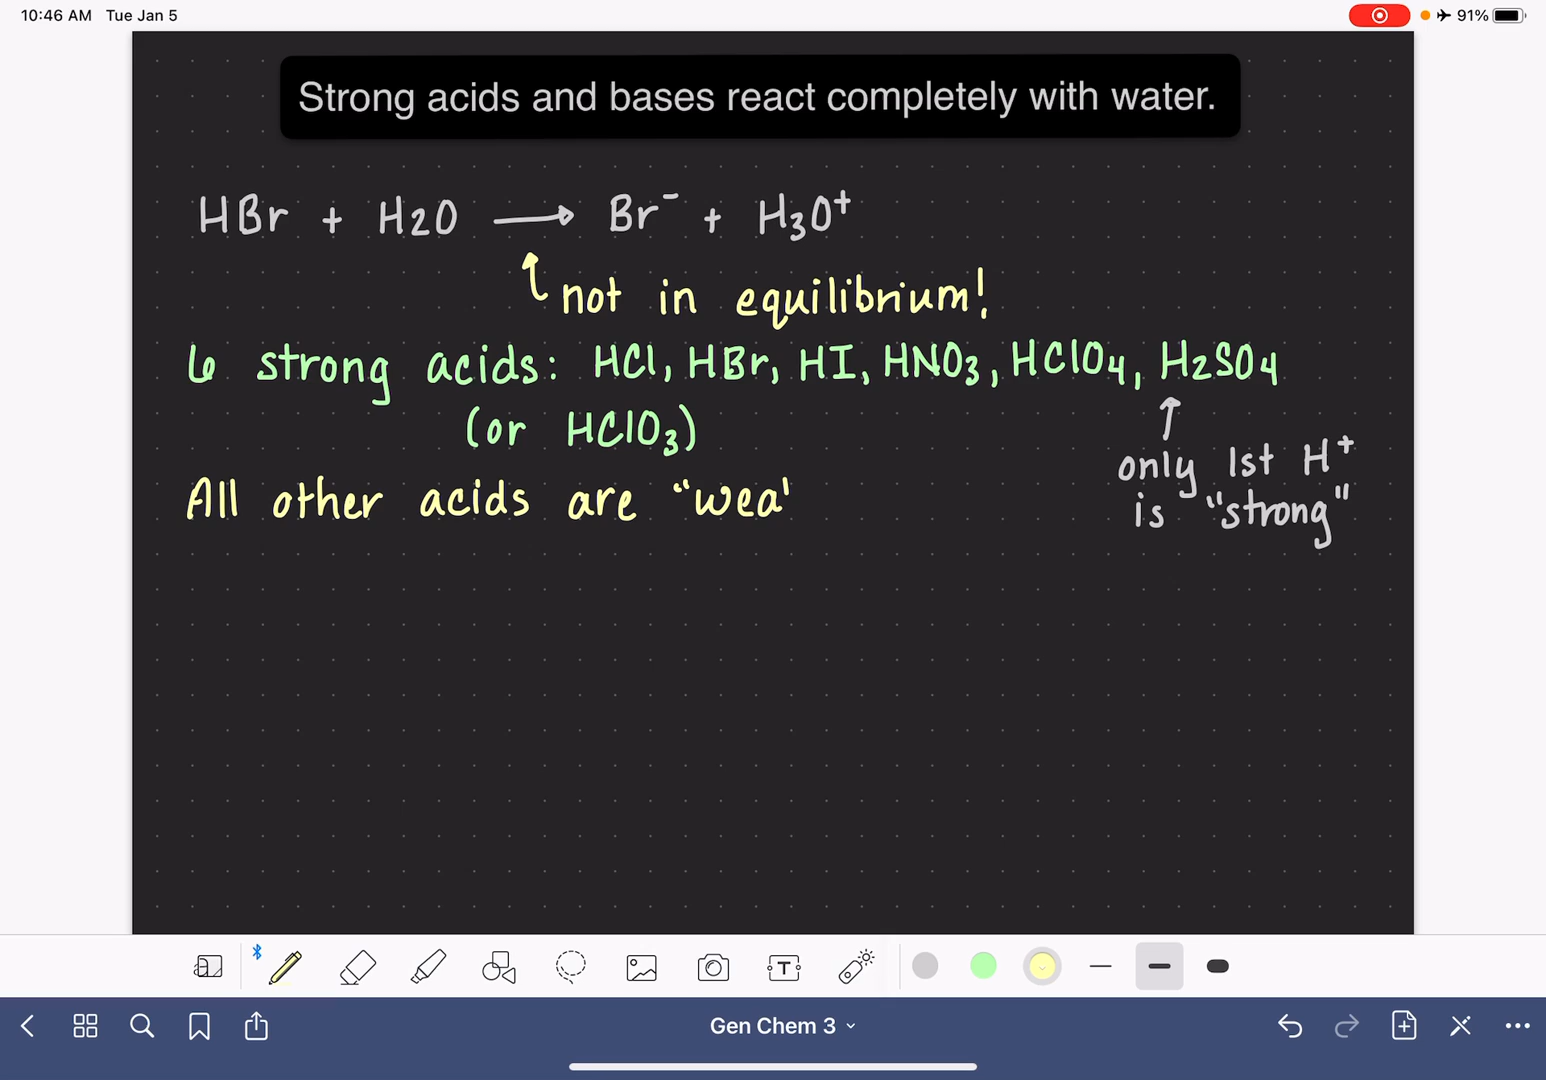 10:46 AM Tue Jan 5
91%
Strong acids and bases react completely with water.
HBr + H2O → Br⁻ + H₃O⁺
not in equilibrium!
6 strong acids: HCl, HBr, HI, HNO₃, HClO₄, H₂SO₄
(or HClO₃)
only 1st H⁺
is "strong"
All other acids are "wea'
Gen Chem 3